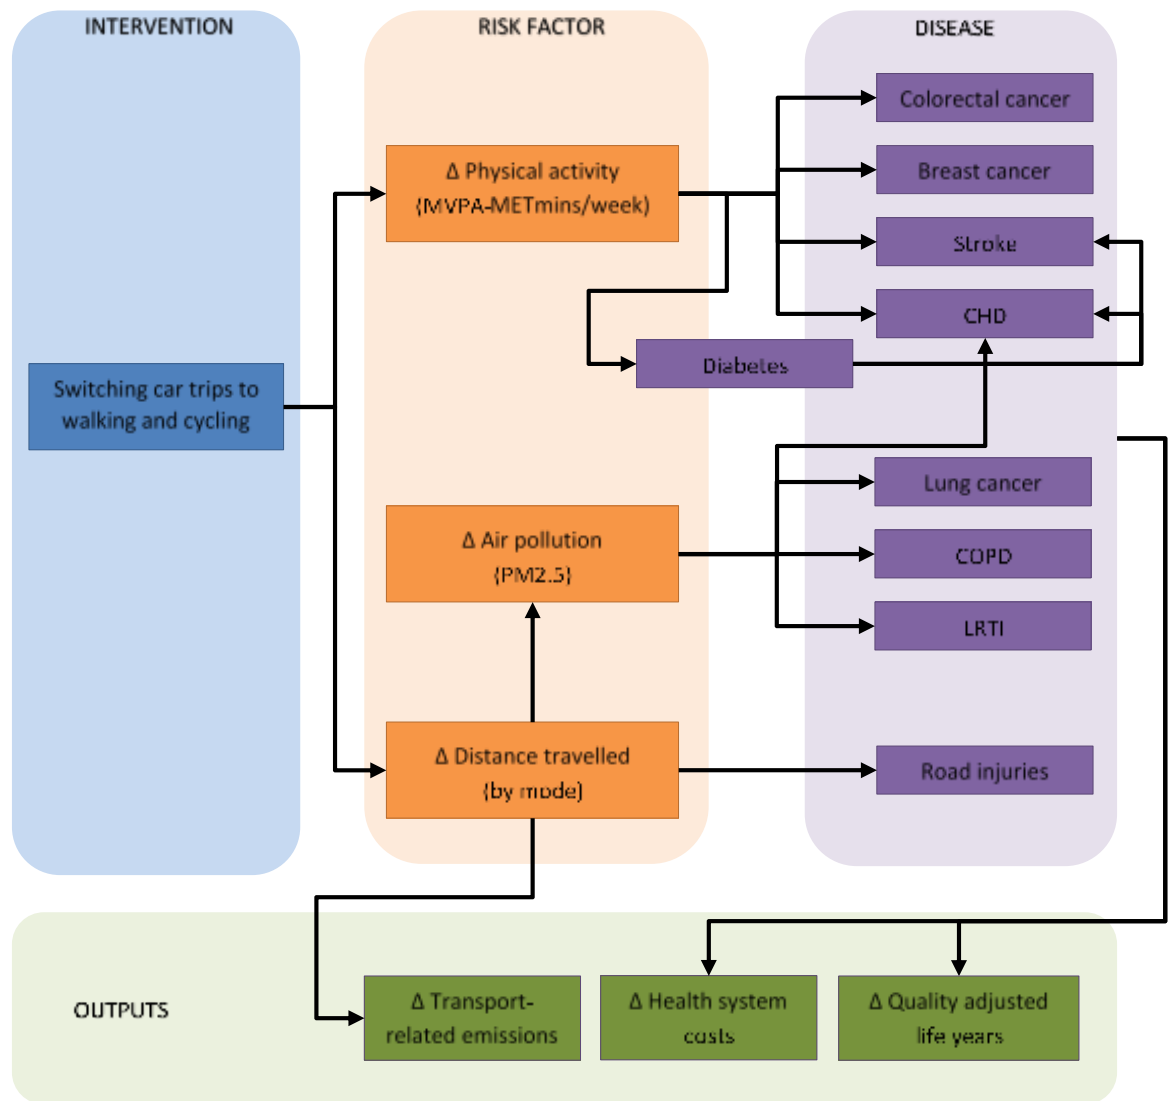 INTERVENTION
RISK FACTOR
DISEASE
Colorectal cancer
Δ Physical activity
(MVPA-METmins/week)
Breast cancer
Stroke
CHD
Diabetes
Switching car trips to
walking and cycling
Lung cancer
Δ Air pollution
(PM2.5)
COPD
LRTI
Δ Distance travelled
(by mode)
Road injuries
OUTPUTS
Δ Transport-
related emissions
Δ Health system
costs
Δ Quality adjusted
life years